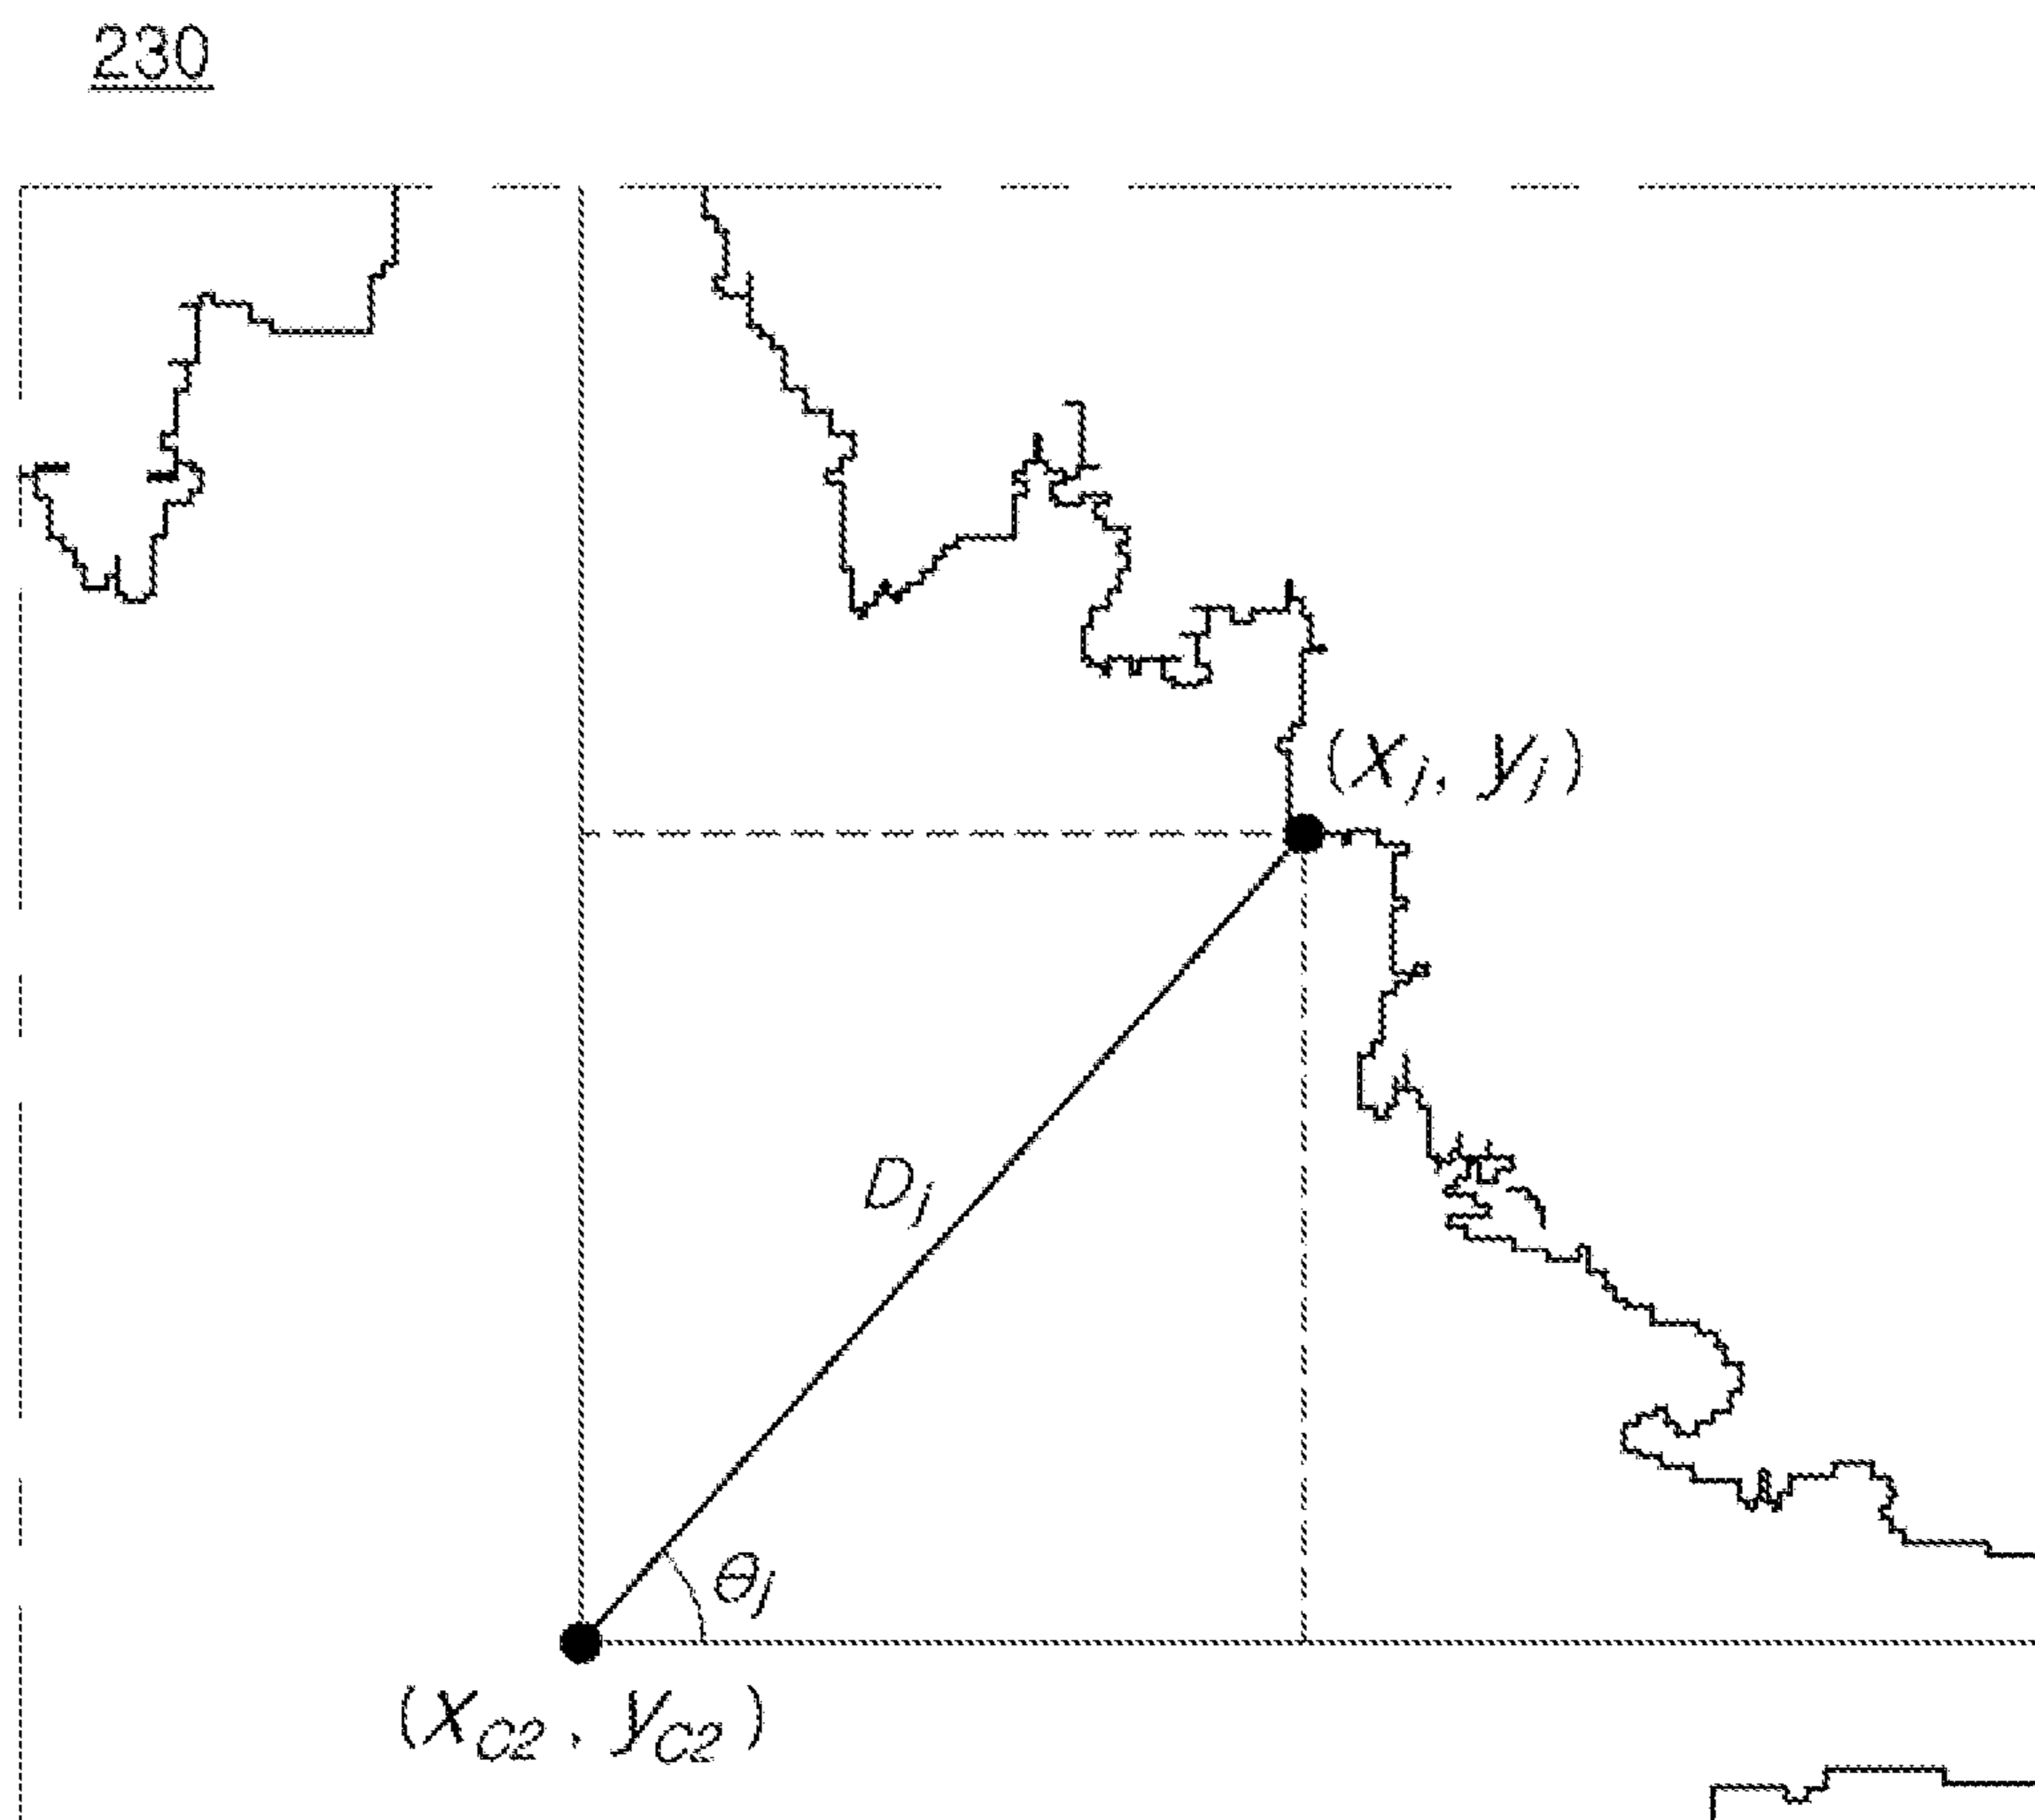 230
(Xj, yj)
Dj
θj
(XC2, yC2)